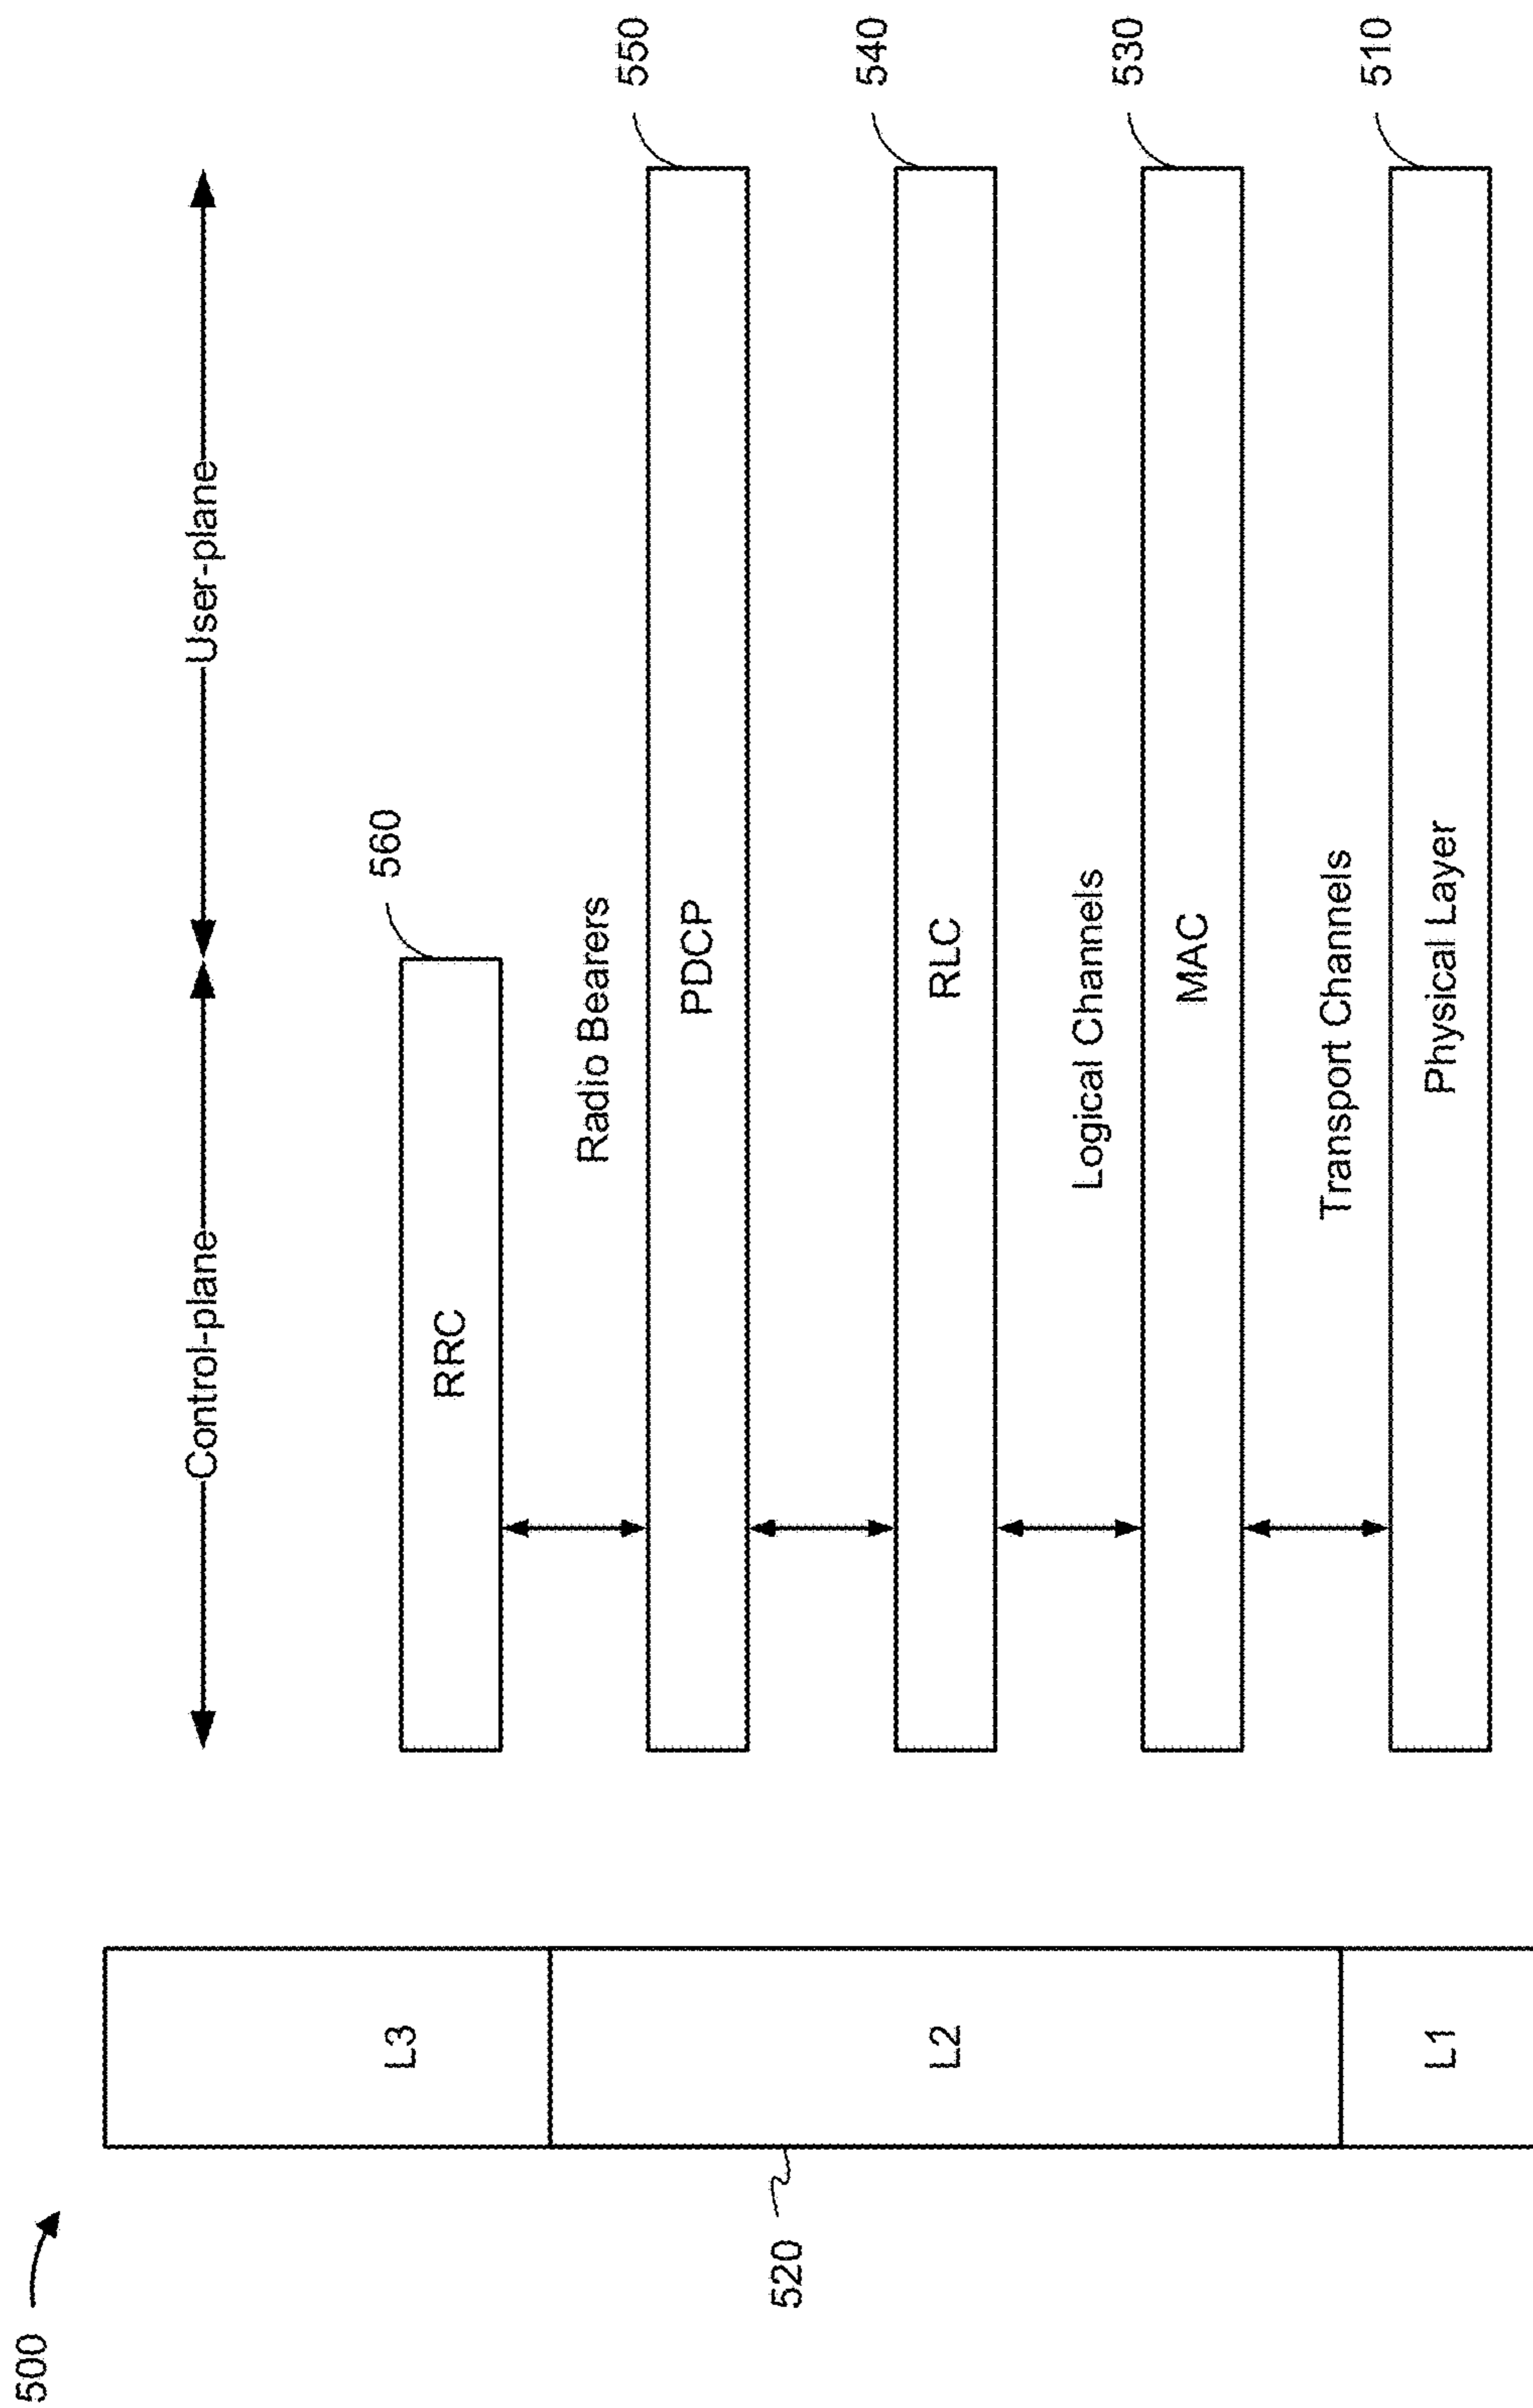 500
Control-plane
User-plane
L3
RRC
560
Radio Bearers
520
L2
PDCP
550
RLC
540
Logical Channels
MAC
530
Transport Channels
L1
Physical Layer
510